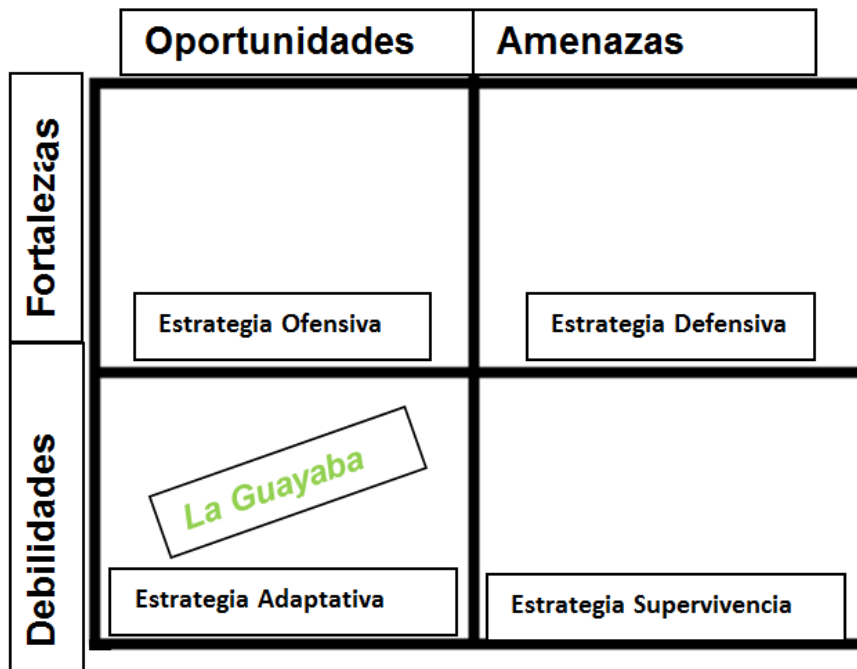 Oportunidades
Amenazas
Fortalezas
Estrategia Ofensiva
Estrategia Defensiva
Debilidades
La Guayaba
Estrategia Adaptativa
Estrategia Supervivencia